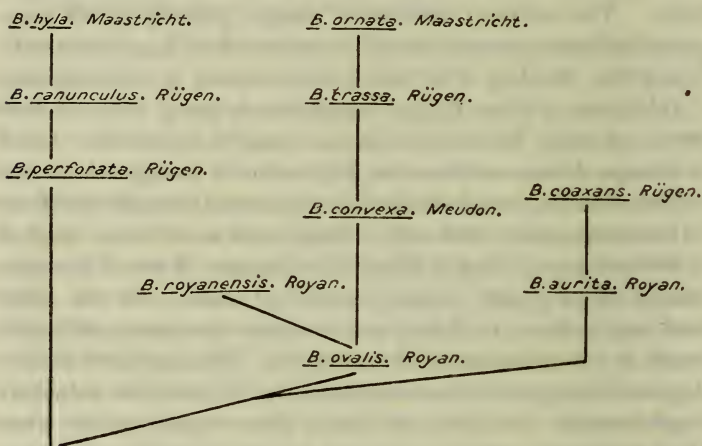 B. hyla. Maastricht.
B. ornata. Maastricht.
B. ranunculus. Rügen.
B. trassa. Rügen.
B. perforata. Rügen.
B. coaxans. Rügen.
B. convexa. Meudon.
B. royanensis. Royan.
B. aurita. Royan.
B. ovalis. Royan.